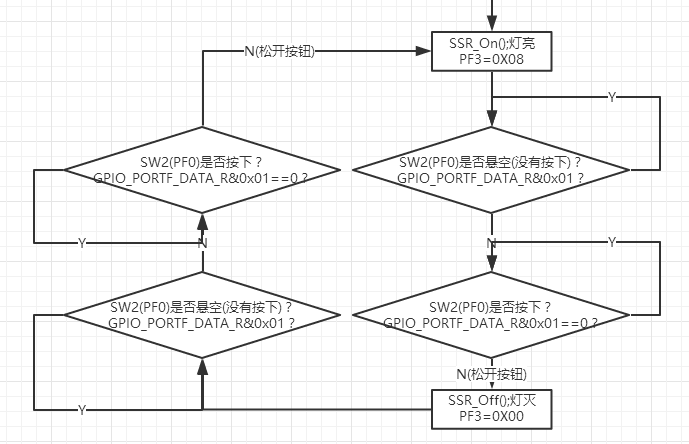 SSR_On();灯亮
PF3=0X08
N(松开按钮)
Y
SW2(PF0)是否按下？
GPIO_PORTF_DATA_R&0x01==0？
SW2(PF0)是否悬空(没有按下)？
GPIO_PORTF_DATA_R&0x01？
Y
N
N
Y
SW2(PF0)是否悬空(没有按下)？
GPIO_PORTF_DATA_R&0x01？
SW2(PF0)是否按下？
GPIO_PORTF_DATA_R&0x01==0？
N(松开按钮)
Y
SSR_Off();灯灭
PF3=0X00